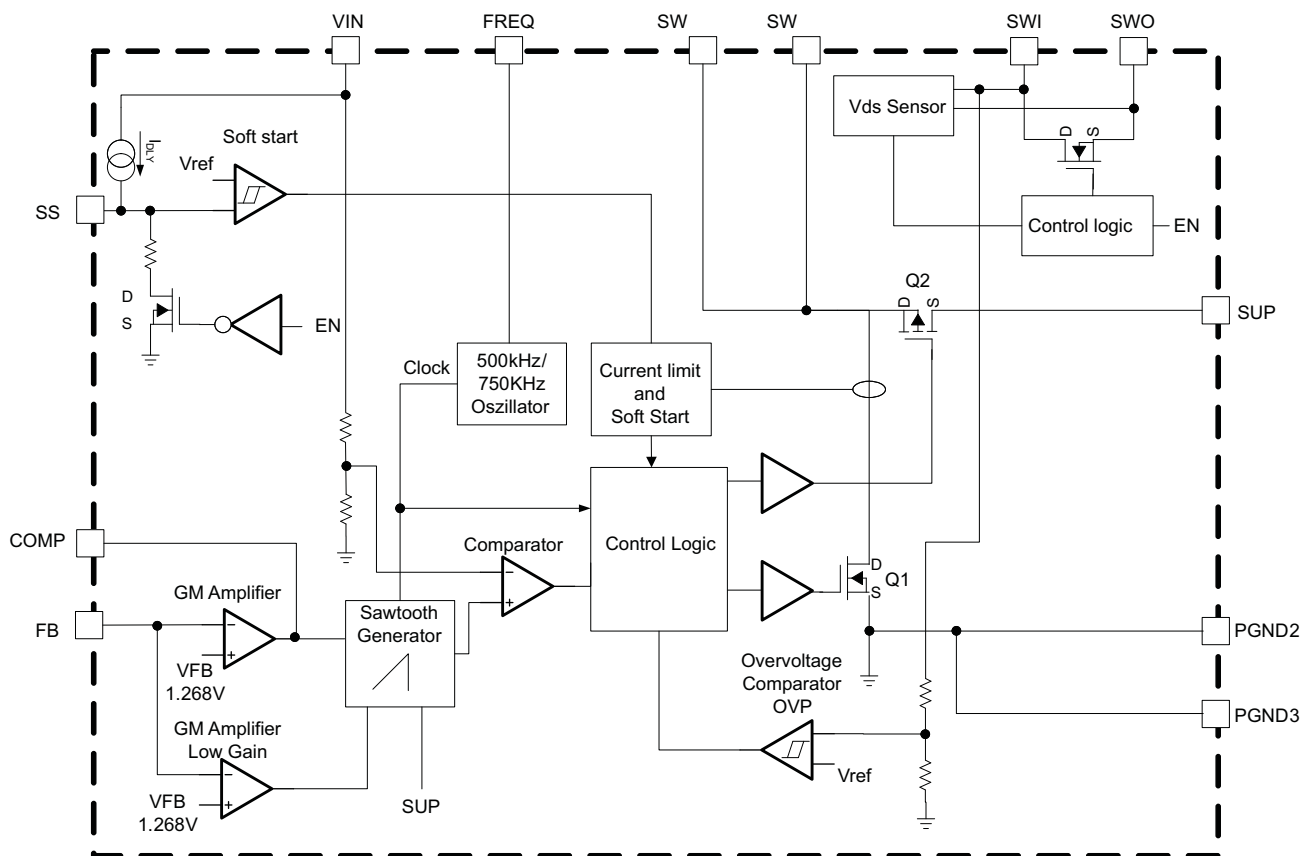 VIN
FREQ
SW
SW
SWI
SWO
Vds Sensor
D
S
I DLY
Soft start
Vref
SS
Control logic
EN
D
S
EN
Q2
D
S
SUP
Clock
500kHz/
750KHz
Oszillator
Current limit
and
Soft Start
COMP
Comparator
−
+
Control Logic
D
Q1
S
GM Amplifier
FB
−
+
VFB
1.268V
Sawtooth
Generator
PGND2
Overvoltage
Comparator
OVP
PGND3
GM Amplifier
Low Gain
−
+
VFB
1.268V
SUP
Vref